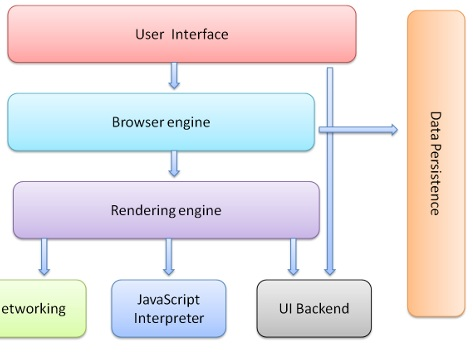 User Interface
Browser engine
Data Persistence
Rendering engine
etworking
JavaScript
Interpreter
UI Backend